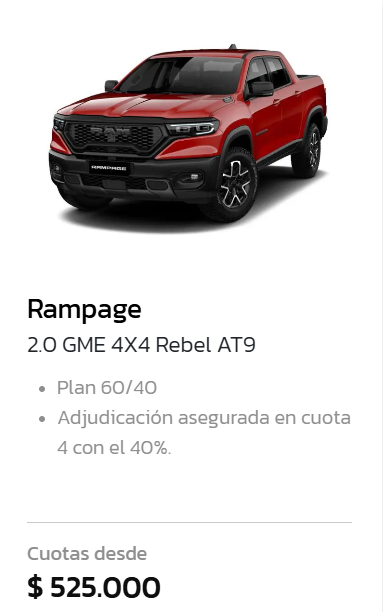 RAMPAGE
Rampage
2.0 GME 4X4 Rebel AT9
• Plan 60/40
• Adjudicación asegurada en cuota
4 con el 40%.
Cuotas desde
$ 525.000